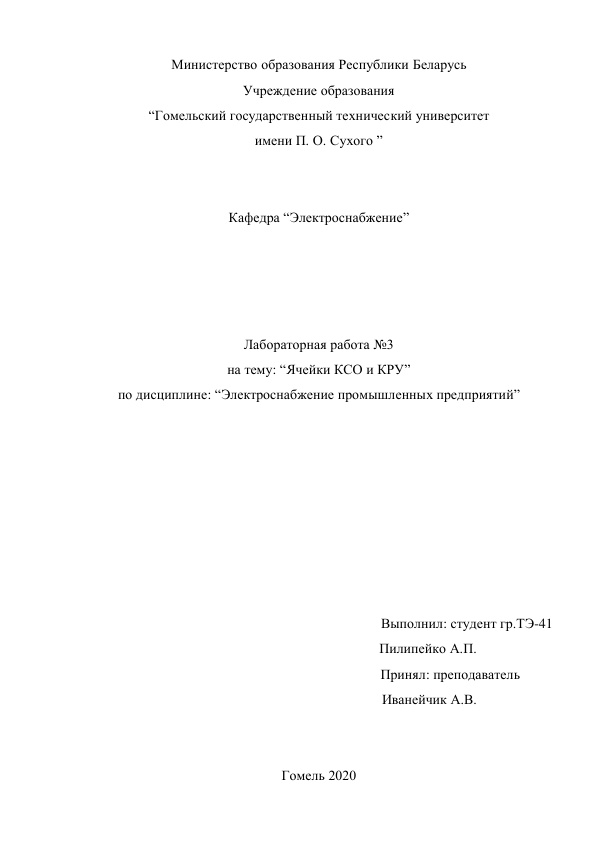 Министерство образования Республики Беларусь
Учреждение образования
“Гомельский государственный технический университет
имени П. О. Сухого ”
Кафедра “Электроснабжение”
Лабораторная работа №3
на тему: “Ячейки КСО и КРУ”
по дисциплине: “Электроснабжение промышленных предприятий”
Выполнил: студент гр.ТЭ-41
Пилипейко А.П.
Принял: преподаватель
Иванейчик А.В.
Гомель 2020